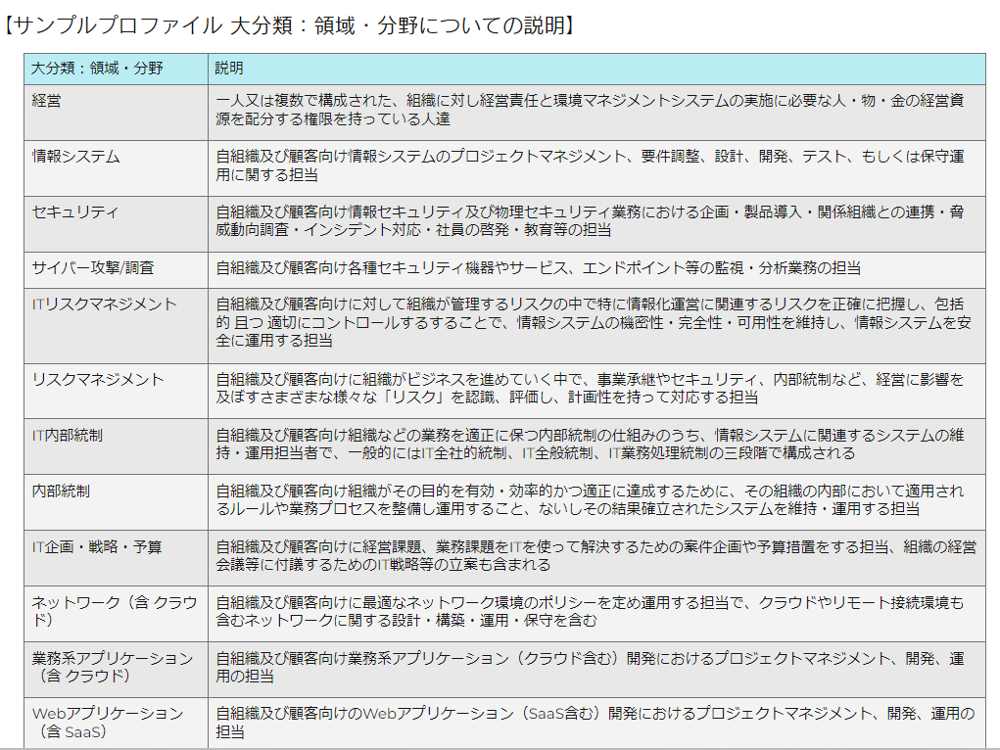 【サンプルプロファイル 大分類：領域・分野についての説明】
大分類：領域・分野
説明
経営
一人又は複数で構成された、組織に対し経営責任と環境マネジメントシステムの実施に必要な人・物・金の経営資
源を配分する権限を持っている人達
情報システム
自組織及び顧客向け情報システムのプロジェクトマネジメント、要件調整、設計、開発、テスト、もしくは保守運
用に関する担当
セキュリティ
自組織及び顧客向け情報セキュリティ及び物理セキュリティ業務における企画・製品導入・関係組織との連携・脅
威動向調査・インシデント対応・社員の啓発・教育等の担当
サイバー攻撃/調査
自組織及び顧客向け各種セキュリティ機器やサービス、エンドポイント等の監視・分析業務の担当
ITリスクマネジメント
自組織及び顧客向けに対して組織が管理するリスクの中で特に情報化運営に関連するリスクを正確に把握し、包括
的 且つ 適切にコントロールするすることで、情報システムの機密性・完全性・可用性を維持し、情報システムを安
全に運用する担当
リスクマネジメント
自組織及び顧客向けに組織がビジネスを進めていく中で、事業承継やセキュリティ、内部統制など、経営に影響を
及ぼすさまざまな様々な「リスク」を認識、評価し、計画性を持って対応する担当
IT内部統制
自組織及び顧客向け組織などの業務を適正に保つ内部統制の仕組みのうち、情報システムに関連するシステムの維
持・運用担当者で、一般的にはIT全社的統制、IT全般統制、IT業務処理統制の三段階で構成される
内部統制
自組織及び顧客向け組織がその目的を有効・効率的かつ適正に達成するために、その組織の内部において適用され
るルールや業務プロセスを整備し運用すること、ないしその結果確立されたシステムを維持・運用する担当
IT企画・戦略・予算
自組織及び顧客向けに経営課題、業務課題をITを使って解決するための案件企画や予算措置をする担当、組織の経営
会議等に付議するためのIT戦略等の立案も含まれる
ネットワーク（含 クラウ
ド）
自組織及び顧客向けに最適なネットワーク環境のポリシーを定め運用する担当で、クラウドやリモート接続環境も
含むネットワークに関する設計・構築・運用・保守を含む
業務系アプリケーション
（含 クラウド）
自組織及び顧客向け業務系アプリケーション（クラウド含む）開発におけるプロジェクトマネジメント、開発、運
用の担当
Webアプリケーション
（含 SaaS）
自組織及び顧客向けのWebアプリケーション（SaaS含む）開発におけるプロジェクトマネジメント、開発、運用の
担当